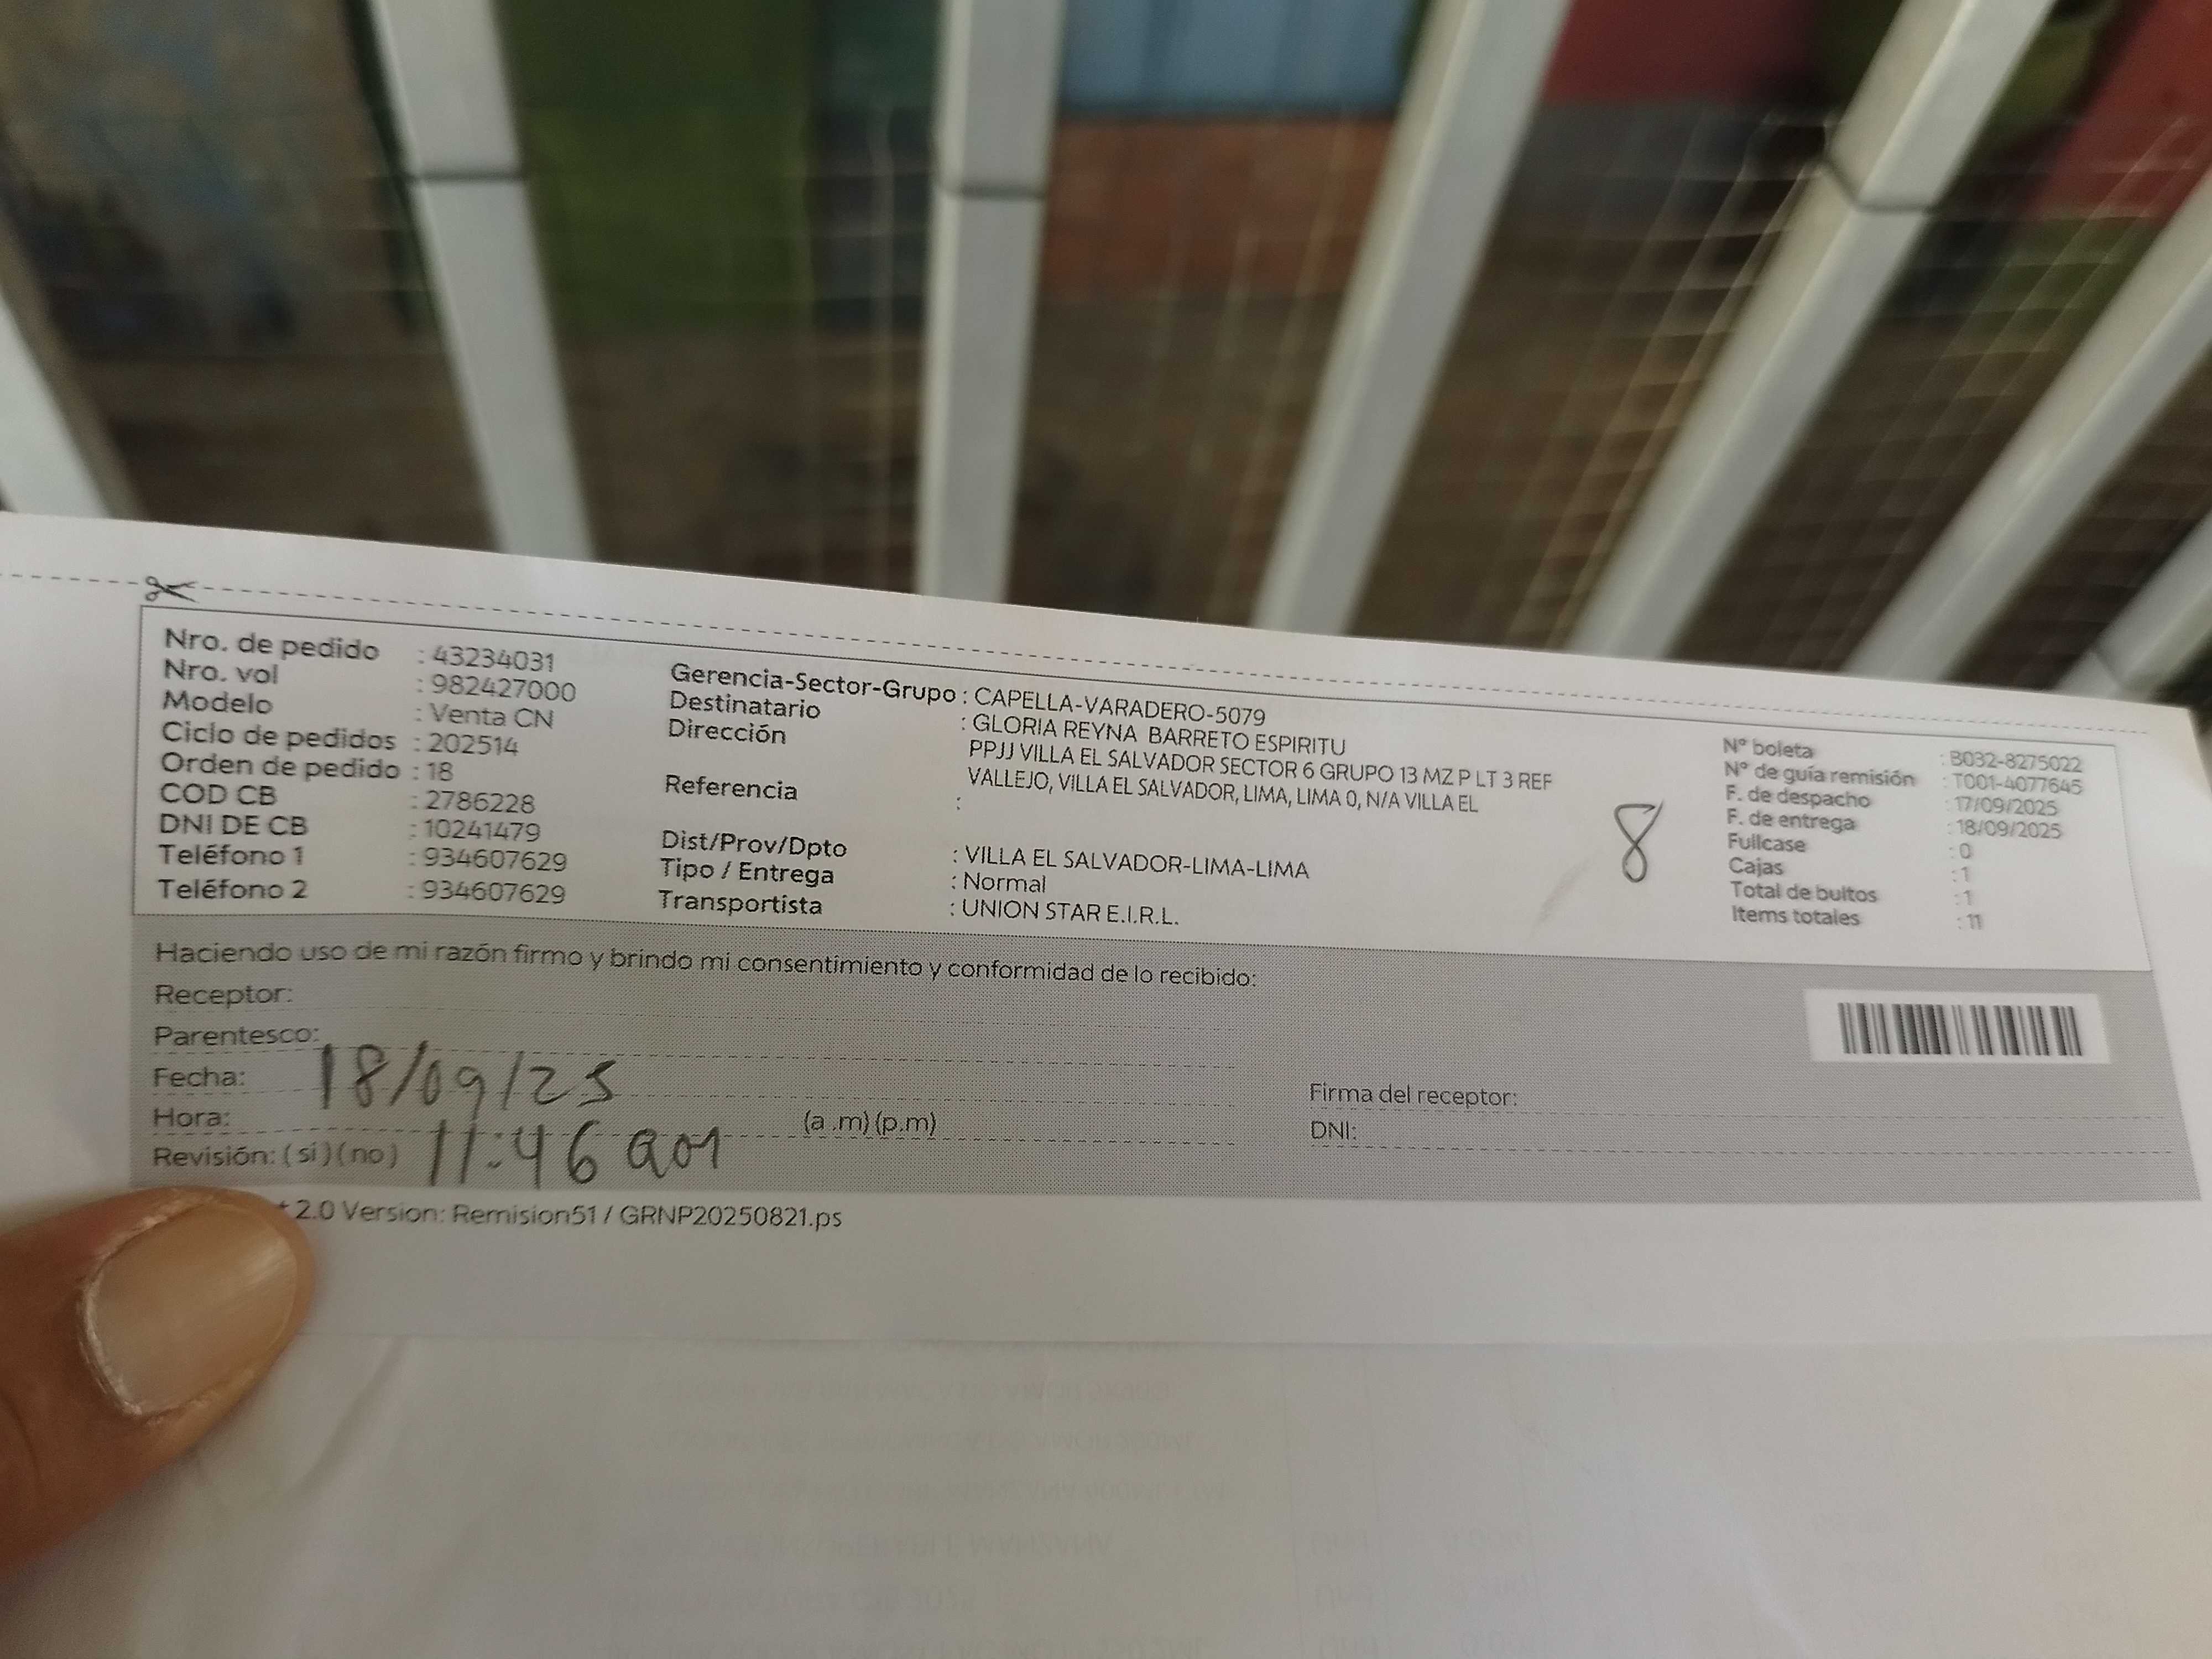 Nro. de pedido : 43234031
Nro. vol : 982427000
Modelo : Venta CN
Ciclo de pedidos : 202514
Orden de pedido : 18
COD CB : 2786228
DNI DE CB : 10241479
Teléfono 1 : 934607629
Teléfono 2 : 934607629
Gerencia-Sector-Grupo : CAPELLA-VARADERO-5079
Destinatario : GLORIA REYNA BARRETO ESPIRITU
Dirección PPJJ VILLA EL SALVADOR SECTOR 6 GRUPO 13 MZ P LT 3 REF
VALLEJO, VILLA EL SALVADOR, LIMA, LIMA 0, N/A VILLA EL
Referencia :
Dist/Prov/Dpto : VILLA EL SALVADOR-LIMA-LIMA
Tipo / Entrega : Normal
Transportista : UNION STAR E.I.R.L.
8
N° boleta : B032-8275022
N° de guía remisión : T001-4077645
F. de despacho : 17/09/2025
F. de entrega : 18/09/2025
Fullcase : 0
Cajas : 1
Total de bultos : 1
Items totales : 11
Haciendo uso de mi razón firmo y brindo mi consentimiento y conformidad de lo recibido:
Receptor:
Parentesco:
Fecha: 18/09/25
Hora: 11:46 am (a .m) (p.m)
Revisión: (si) (no)
Firma del receptor:
DNI:
2.0 Version: Remision51 / GRNP20250821.ps